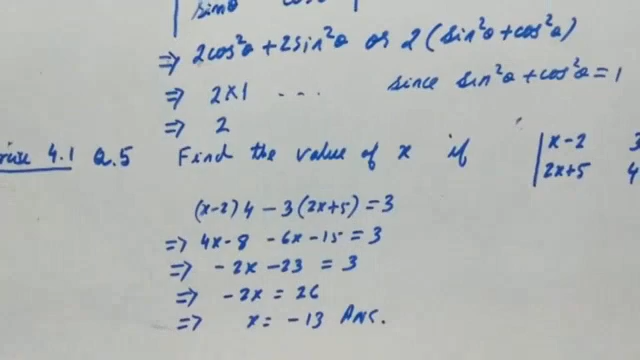 sinθ
⇒ 2cos²θ + 2sin²θ or 2 (sin²θ + cos²θ)
⇒ 2×1 ... since sin²θ + cos²θ = 1
⇒ 2
4.1 Q.5 Find the value of x if | x-2 3
2x+5 4
(x-2) 4 - 3 (2x+5) = 3
⇒ 4x - 8 - 6x - 15 = 3
⇒ -2x - 23 = 3
⇒ -2x = 26
⇒ x = -13 Ans.